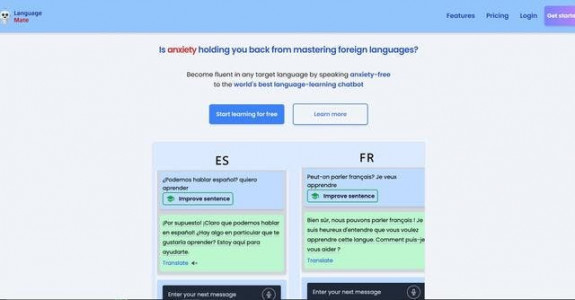 Language
Mate
Features
Pricing
Login
Get starte
Is anxiety holding you back from mastering foreign languages?
Become fluent in any target language by speaking anxiety-free
to the world's best language-learning chatbot
Start learning for free
Learn more
ES
¿Podemos hablar español? quiero
aprender
Improve sentence
¡Por supuesto! ¡Claro que podemos hablar
en español! ¿Hay algo en particular que te
gustaría aprender? Estoy aquí para
ayudarte.
Translate
Enter your next message
FR
Peut-on parler français? Je veux
apprendre
Improve sentence
Bien sûr, nous pouvons parler français ! Je
suis heureux d'entendre que vous voulez
apprendre cette langue. Comment puis-je
vous aider ?
Translate
Enter your next message